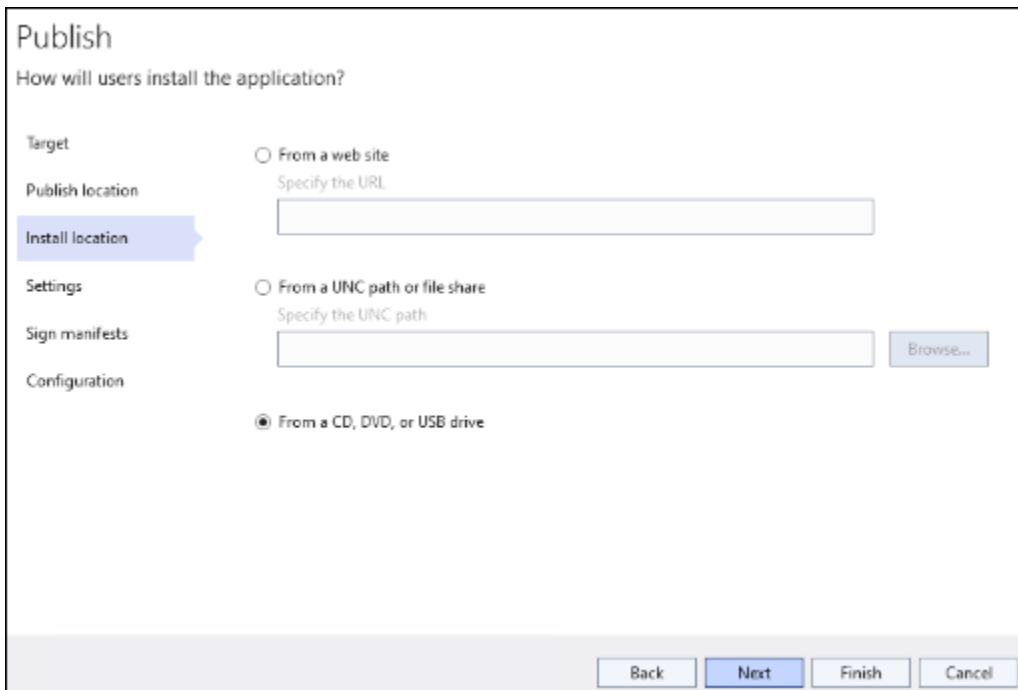 Publish
How will users install the application?
Target
Publish location
Install location
Settings
Sign manifests
Configuration
From a web site
Specify the URL
From a UNC path or file share
Specify the UNC path
Browse...
From a CD, DVD, or USB drive
Back
Next
Finish
Cancel